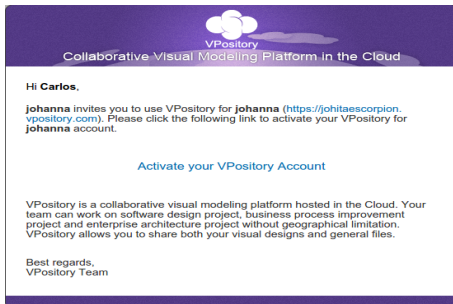 VPository
Collaborative Visual Modeling Platform in the Cloud
Hi Carlos,
johanna invites you to use VPository for johanna (https://johitaescorpion.
vpository.com). Please click the following link to activate your VPository for
johanna account.
Activate your VPository Account
VPository is a collaborative visual modeling platform hosted in the Cloud. Your
team can work on software design project, business process improvement
project and enterprise architecture project without geographical limitation.
VPository allows you to share both your visual designs and general files.
Best regards,
VPository Team